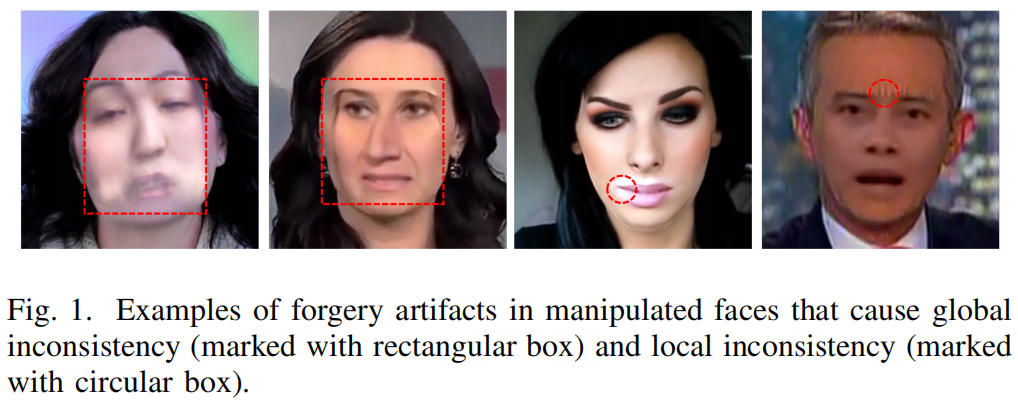 Fig. 1. Examples of forgery artifacts in manipulated faces that cause global
inconsistency (marked with rectangular box) and local inconsistency (marked
with circular box).